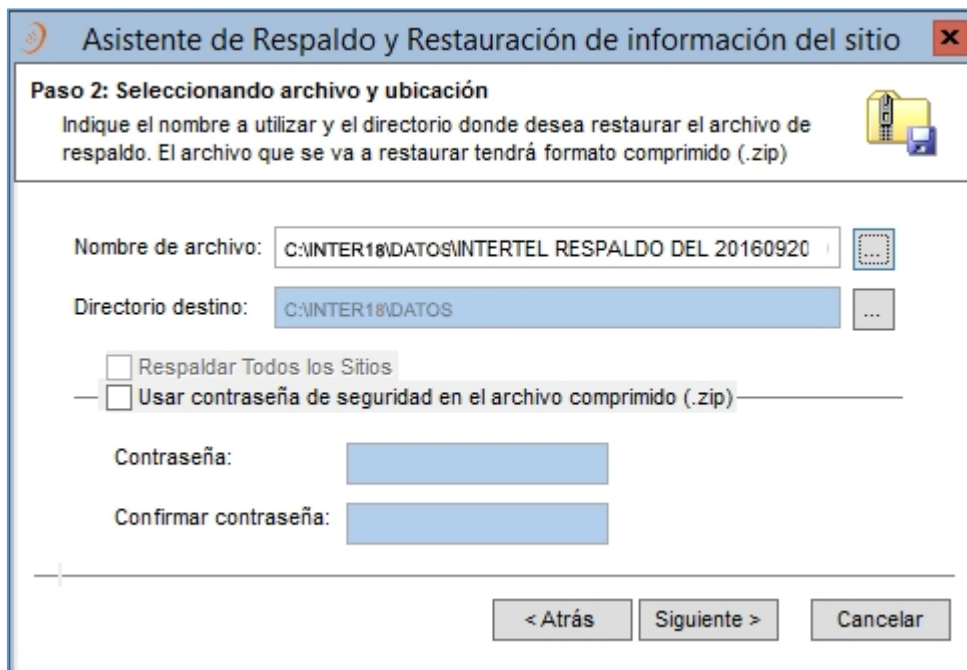 Asistente de Respaldo y Restauración de información del sitio
Paso 2: Seleccionando archivo y ubicación
Indique el nombre a utilizar y el directorio donde desea restaurar el archivo de
respaldo. El archivo que se va a restaurar tendrá formato comprimido (.zip)
Nombre de archivo: C:\INTER18\DATOS\INTERTEL RESPALDO DEL 20160920 ...
Directorio destino: C:\INTER18\DATOS ...
Respaldar Todos los Sitios
Usar contraseña de seguridad en el archivo comprimido (.zip)
Contraseña:
Confirmar contraseña:
< Atrás Siguiente > Cancelar